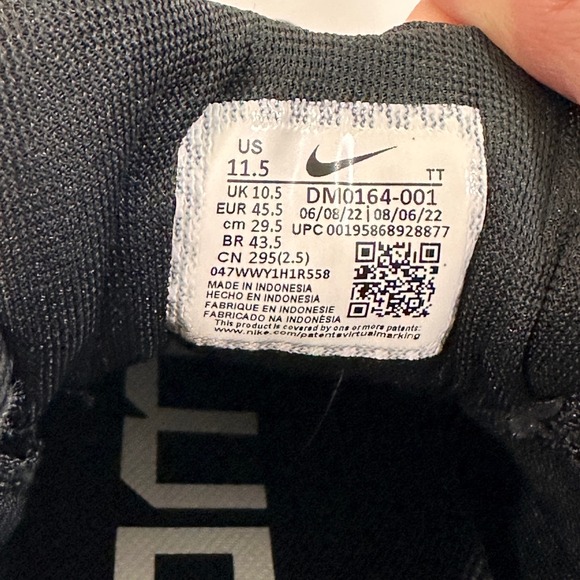 US
11.5
TT
UK 10.5
DM0164-001
EUR 45.5
06/08/22 | 08/06/22
cm 29.5
UPC 00195868928877
BR 43.5
CN 295(2.5)
047WWY1H1R558
MADE IN INDONESIA
HECHO EN INDONESIA
FABRIQUE EN INDONESIE
FABRICADO NA INDONÉSIA
This product is covered by one or more patents:
www.nike.com/patentsvirtualmarking